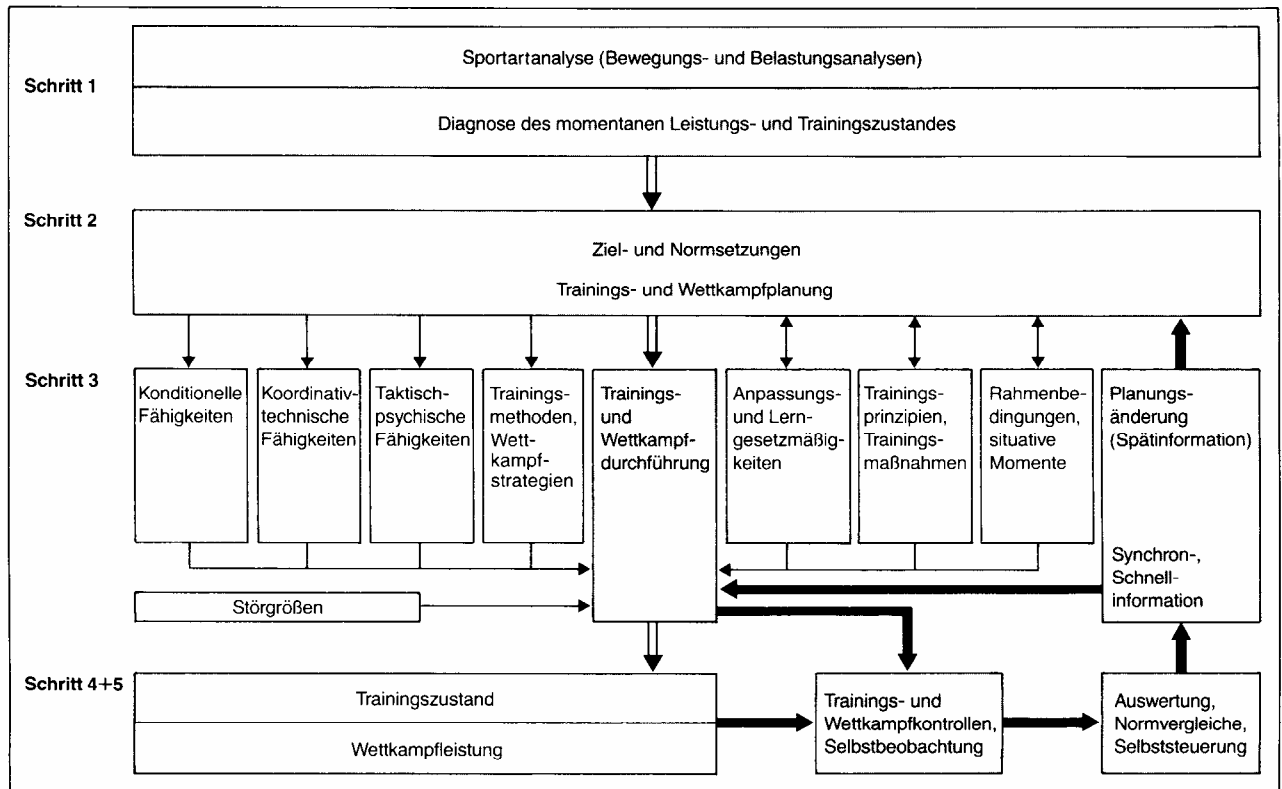 Schritt 1
Sportartanalyse (Bewegungs- und Belastungsanalysen)
Diagnose des momentanen Leistungs- und Trainingszustandes
Schritt 2
Ziel- und Normsetzungen
Trainings- und Wettkampfplanung
Schritt 3
Konditionelle
Fähigkeiten
Koordinativ-
technische
Fähigkeiten
Taktisch-
psychische
Fähigkeiten
Trainings-
methoden,
Wett-
kampf-
strategien
Trainings-
und
Wettkampf-
durchführung
Anpassungs-
und Lern-
gesetzmäßig-
keiten
Trainings-
prinzipien,
Trainings-
maßnahmen
Rahmenbe-
dingungen,
situative
Momente
Planungs-
änderung
(Spätinformation)
Synchron-,
Schnell-
information
Störgrößen
Schritt 4+5
Trainingszustand
Wettkampfleistung
Trainings- und
Wettkampfkontrollen,
Selbstbeobachtung
Auswertung,
Normvergleiche,
Selbststeuerung